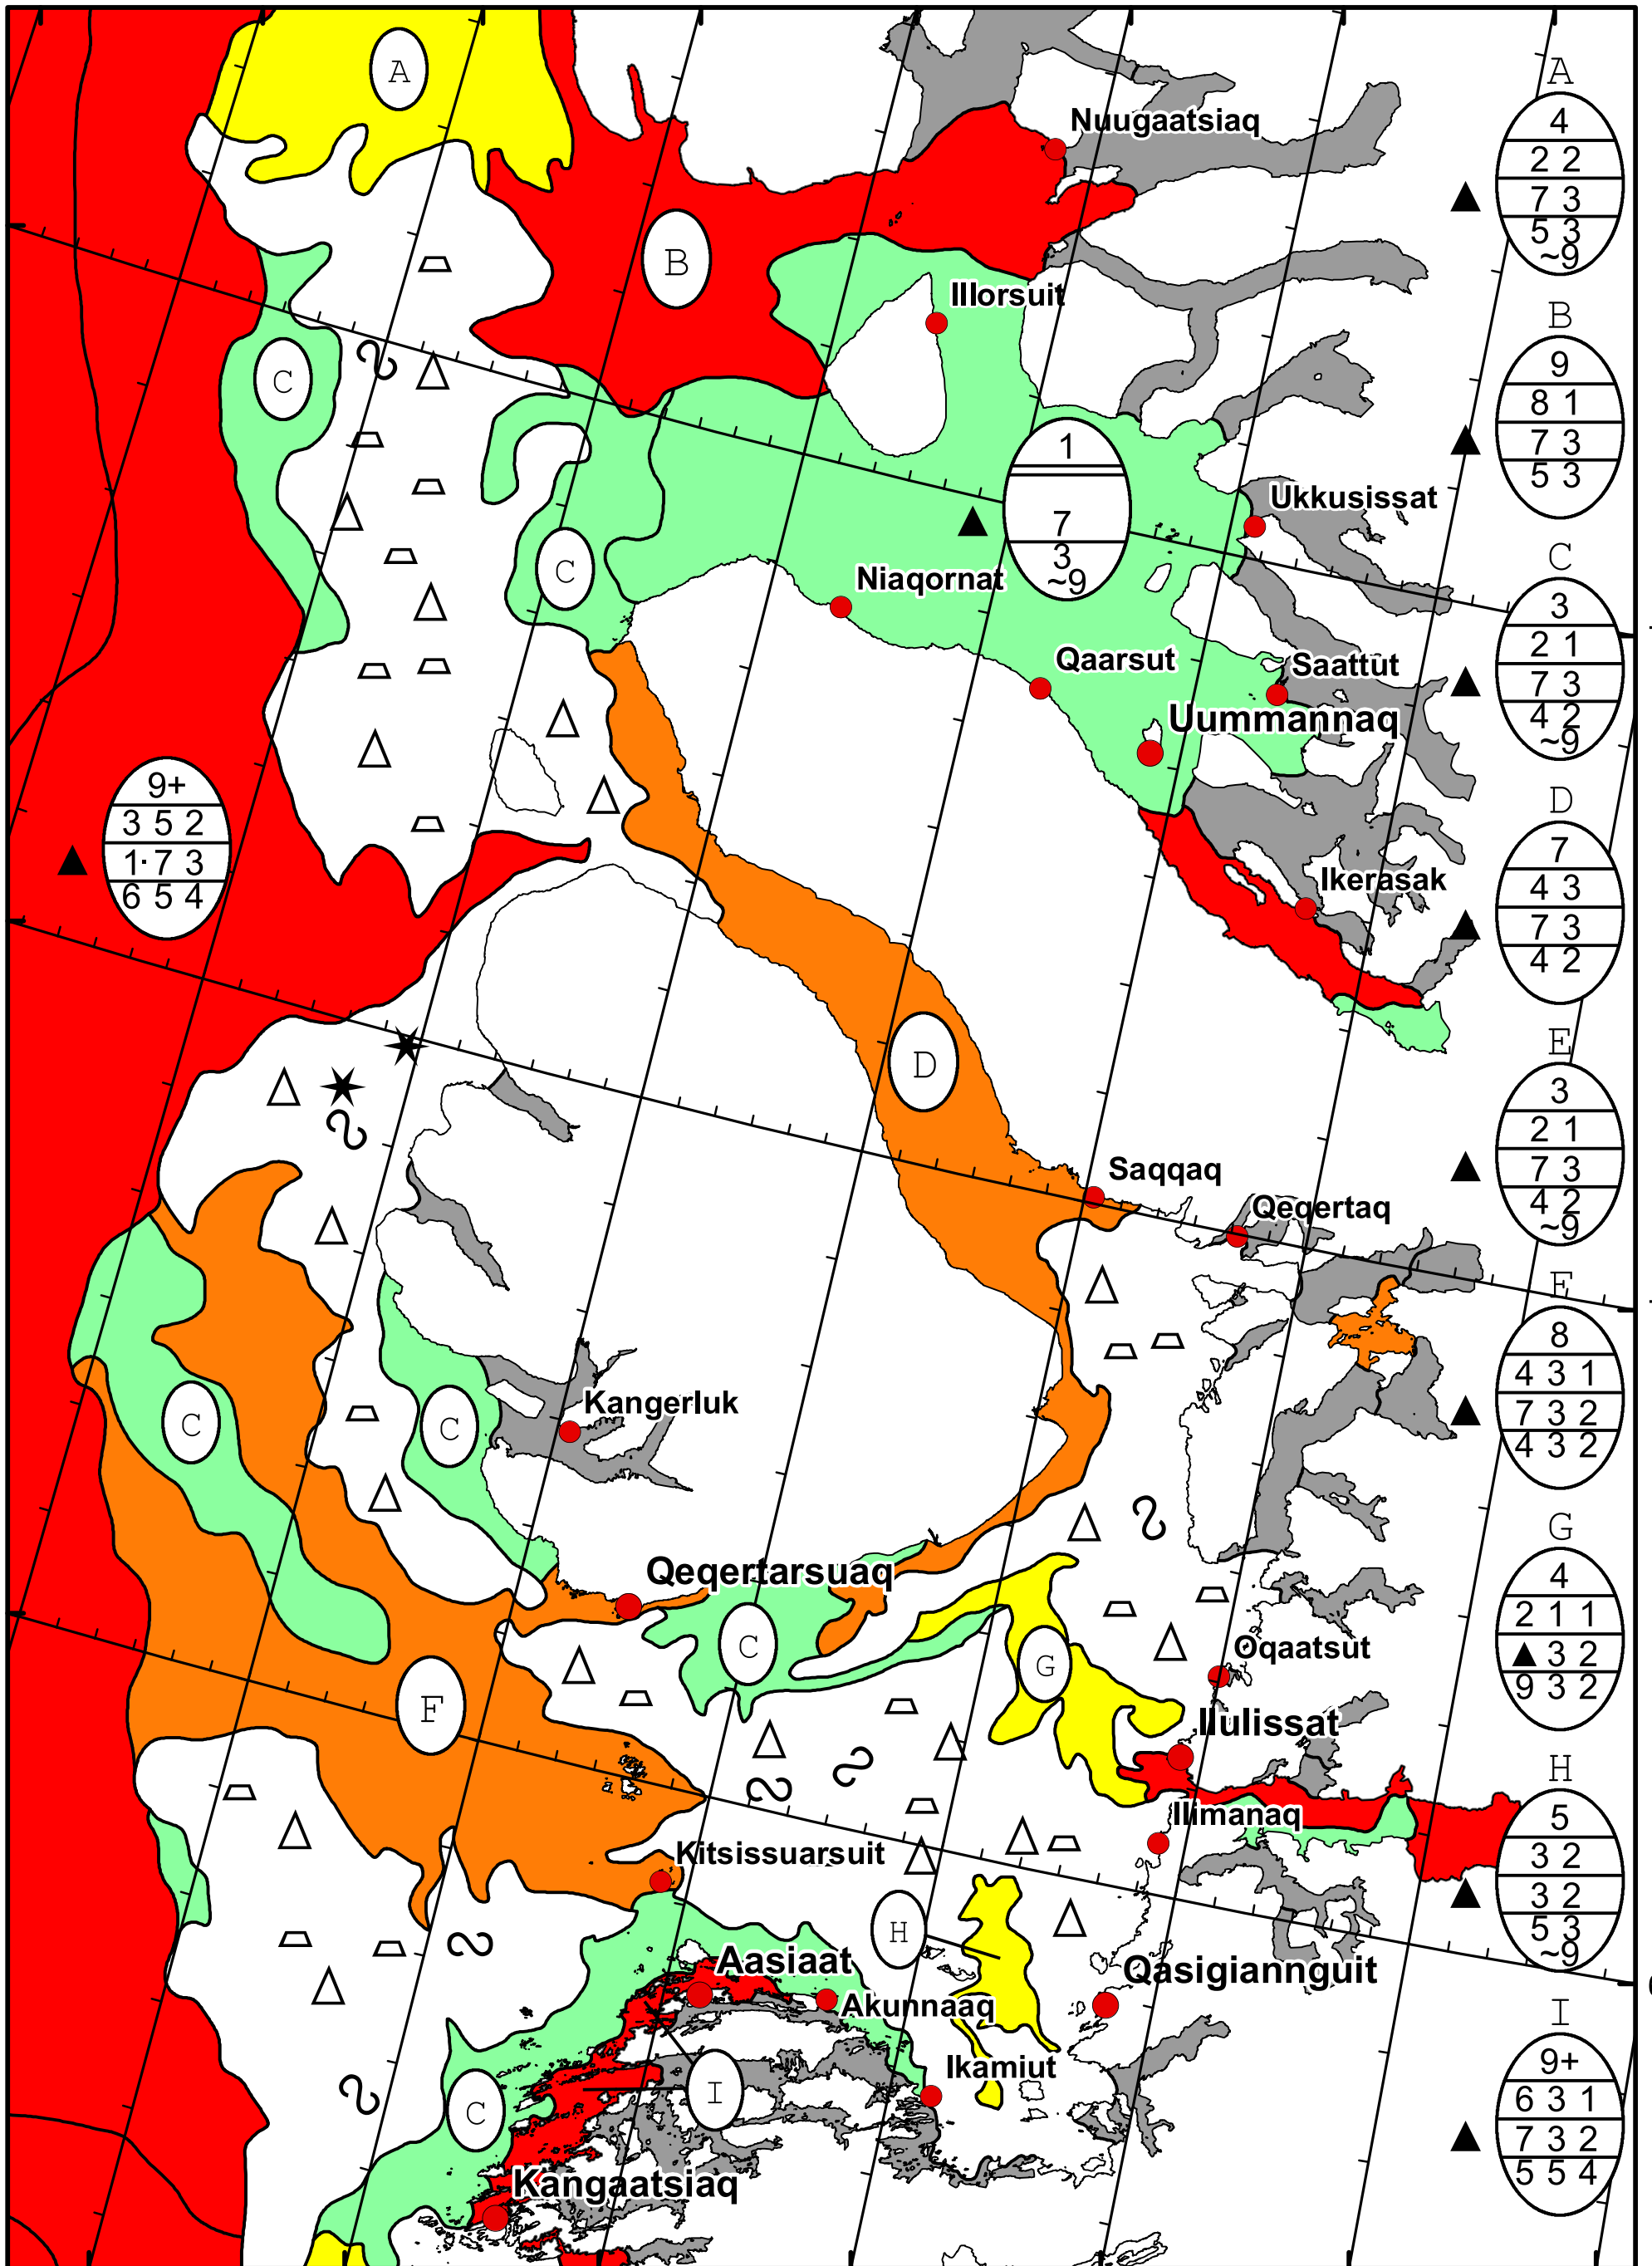 A
Nuugaatsiaq
B
Illorsuit
C
1
7
3
~9
Ukkusissat
C
Niaqornat
Qaarsut
Saattut
Uummannaq
9+
3 5 2
1· 7 3
6 5 4
Ikerasak
D
Saqqaq
Qeqertaq
Kangerluk
C
C
Qeqertarsuaq
C
G
Oqaatsut
F
Ilulissat
Ilimanaq
Kitsissuarsuit
H
Aasiaat
Qasigiannguit
Akunnaaq
Ikamiut
C
I
Kangaatsiaq
A
4
2 2
7 3
5 3
~9
B
9
8 1
7 3
5 3
C
3
2 1
7 3
4 2
~9
D
7
4 3
7 3
4 2
E
3
2 1
7 3
4 2
~9
F
8
4 3 1
7 3 2
4 3 2
G
4
2 1 1
▲ 3 2
9 3 2
H
5
3 2
3 2
5 3
~9
I
9+
6 3 1
7 3 2
5 5 4